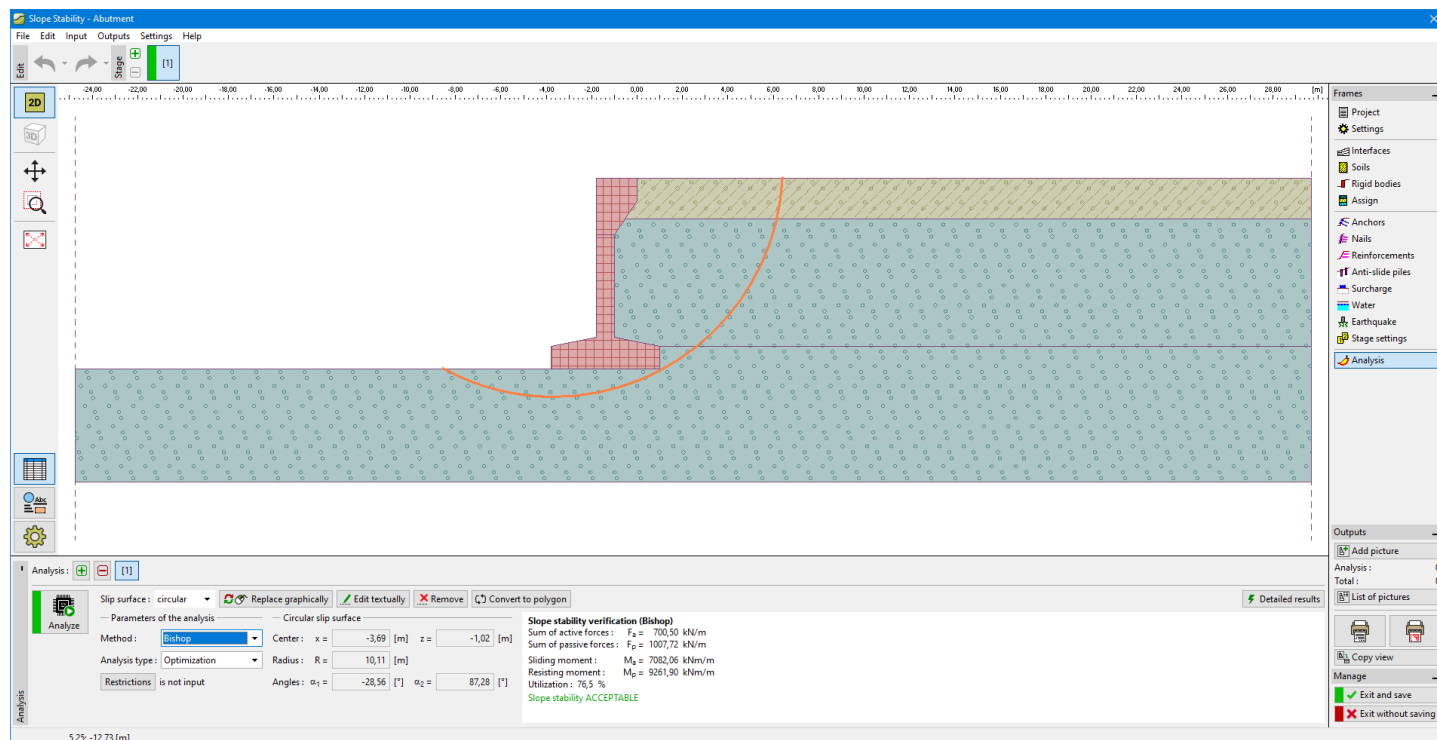 Slope Stability - Abutment
File Edit Input Outputs Settings Help
Edit
Stage
[1]
-24,00 -22,00 -20,00 -18,00 -16,00 -14,00 -12,00 -10,00 -8,00 -6,00 -4,00 -2,00 0,00 2,00 4,00 6,00 8,00 10,00 12,00 14,00 16,00 18,00 20,00 22,00 24,00 26,00 28,00 [m]
2D
3D
Abc
Frames
Project
Settings
Interfaces
Soils
Rigid bodies
Assign
Anchors
Nails
Reinforcements
Anti-slide piles
Surcharge
Water
Earthquake
Stage settings
Analysis
Outputs
Add picture
Analysis : 0
Total : 0
List of pictures
Copy view
Manage
Exit and save
Exit without saving
Analysis
Analysis : [1]
Analyze
Slip surface : circular Replace graphically Edit textually Remove Convert to polygon Detailed results
Parameters of the analysis
Method : Bishop
Analysis type : Optimization
Restrictions is not input
Circular slip surface
Center : x = -3,69 [m] z = -1,02 [m]
Radius : R = 10,11 [m]
Angles : α1 = -28,56 [°] α2 = 87,28 [°]
Slope stability verification (Bishop)
Sum of active forces : Fa = 700,50 kN/m
Sum of passive forces : Fp = 1007,72 kN/m
Sliding moment : Ma = 7082,06 kNm/m
Resisting moment : Mp = 9261,90 kNm/m
Utilization : 76,5 %
Slope stability ACCEPTABLE
5,25; -12,73 [m]